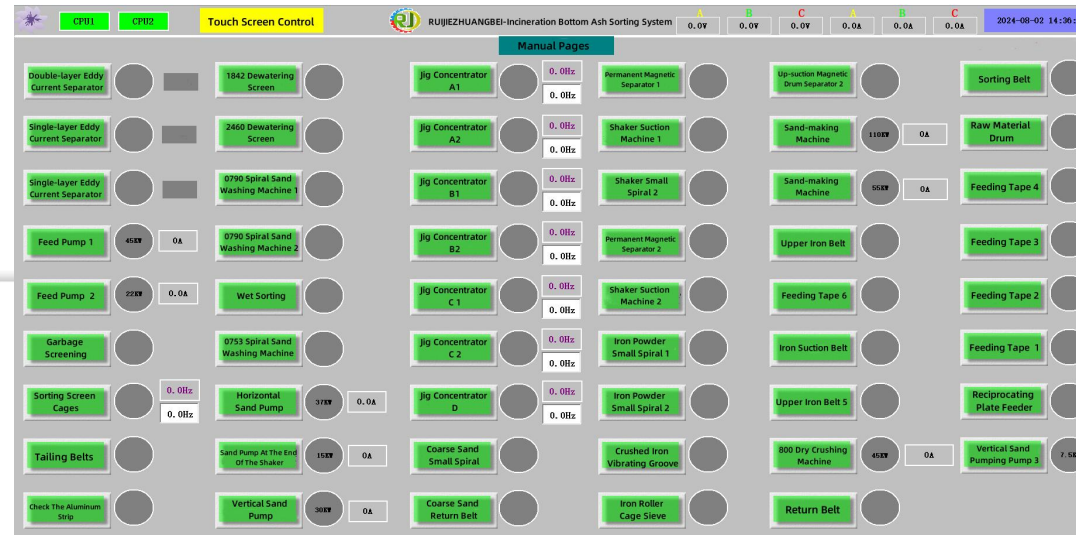 CPU1 CPU2 Touch Screen Control RUIJIEZHUANGBEI-Incineration Bottom Ash Sorting System
A B C A B C
0.0V 0.0V 0.0V 0.0A 0.0A 0.0A 2024-08-02 14:36:
Manual Pages
Double-layer Eddy
Current Separator
Single-layer Eddy
Current Separator
Single-layer Eddy
Current Separator
Feed Pump 1 45KW 0A
Feed Pump 2 22KW 0.0A
Garbage
Screening
Sorting Screen
Cages
0.0Hz
0.0Hz
Tailing Belts
Check The Aluminum
Strip
1842 Dewatering
Screen
2460 Dewatering
Screen
0790 Spiral Sand
Washing Machine 1
0790 Spiral Sand
Washing Machine 2
Wet Sorting
0753 Spiral Sand
Washing Machine
Horizontal
Sand Pump
37KW 0.0A
Sand Pump At The End
Of The Shaker
15KW 0A
Vertical Sand
Pump
30KW 0A
Jig Concentrator
A1
0.0Hz
0.0Hz
Jig Concentrator
A2
0.0Hz
0.0Hz
Jig Concentrator
B1
0.0Hz
0.0Hz
Jig Concentrator
B2
0.0Hz
0.0Hz
Jig Concentrator
C 1
0.0Hz
0.0Hz
Jig Concentrator
C 2
0.0Hz
0.0Hz
Jig Concentrator
D
0.0Hz
0.0Hz
Coarse Sand
Small Spiral
Coarse Sand
Return Belt
Permanent Magnetic
Separator 1
Shaker Suction
Machine 1
Shaker Small
Spiral 2
Permanent Magnetic
Separator 2
Shaker Suction
Machine 2
Iron Powder
Small Spiral 1
Iron Powder
Small Spiral 2
Crushed Iron
Vibrating Groove
Iron Roller
Cage Sieve
Up-suction Magnetic
Drum Separator 2
Sand-making
Machine
110KW 0A
Sand-making
Machine
55KW 0A
Upper Iron Belt
Feeding Tape 6
Iron Suction Belt
Upper Iron Belt 5
800 Dry Crushing
Machine
45KW 0A
Return Belt
Sorting Belt
Raw Material
Drum
Feeding Tape 4
Feeding Tape 3
Feeding Tape 2
Feeding Tape 1
Reciprocating
Plate Feeder
Vertical Sand
Pumping Pump 3
7.5K